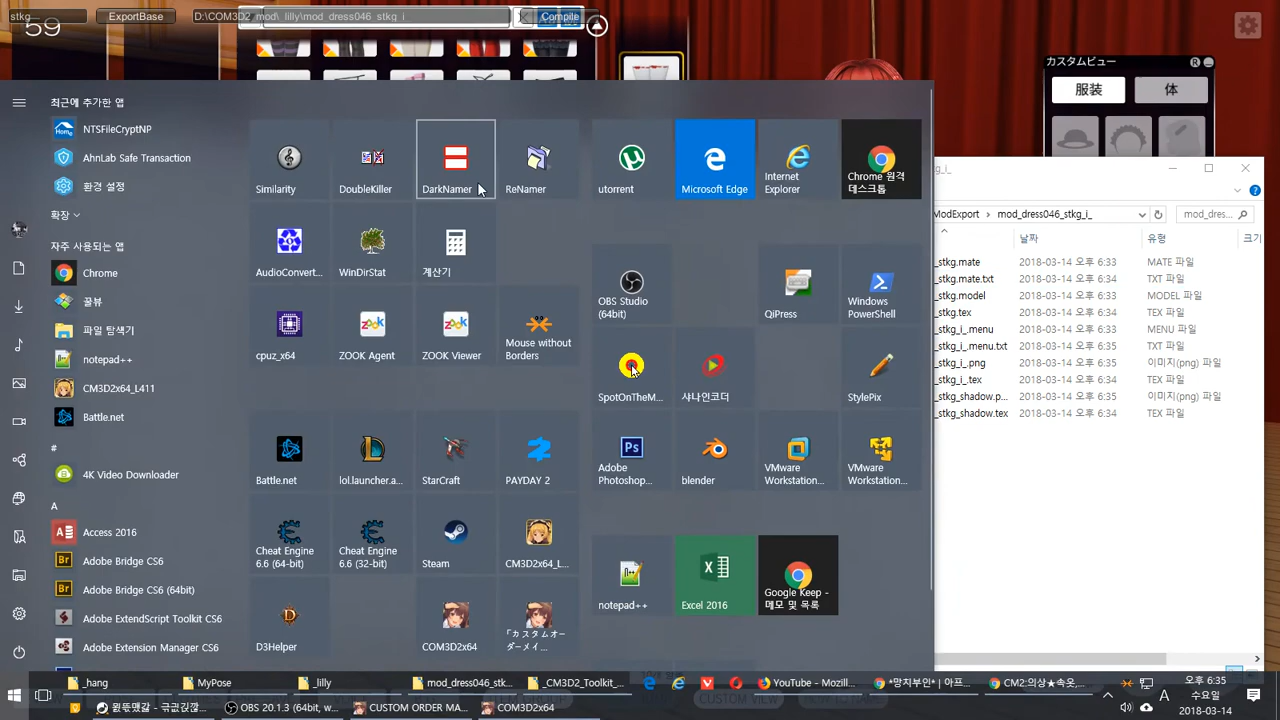 stkg
ExportBase
D:\COM3D2_mod\_lilly\mod_dress046_stkg_i_
Compile
59
カスタムビュー
R
服装
体
최근에 추가한 앱
NTSFileCryptNP
AhnLab Safe Transaction
환경 설정
확장
자주 사용되는 앱
Chrome
꿀뷰
파일 탐색기
notepad++
CM3D2x64_L411
Battle.net
#
4K Video Downloader
A
Access 2016
Adobe Bridge CS6
Adobe Bridge CS6 (64bit)
Adobe ExtendScript Toolkit CS6
Adobe Extension Manager CS6
Similarity
DoubleKiller
DarkNamer
ReNamer
utorrent
Microsoft Edge
Internet Explorer
Chrome 원격 데스크톱
AudioConvert...
WinDirStat
계산기
OBS Studio (64bit)
QiPress
Windows PowerShell
cpuz_x64
ZOOK Agent
ZOOK Viewer
Mouse without Borders
SpotOnTheM...
샤나인코더
StylePix
Battle.net
lol.launcher.a...
StarCraft
PAYDAY 2
Adobe Photoshop...
blender
VMware Workstation...
VMware Workstation...
Cheat Engine 6.6 (64-bit)
Cheat Engine 6.6 (32-bit)
Steam
CM3D2x64_L...
notepad++
Excel 2016
Google Keep - 메모 및 목록
D3Helper
COM3D2x64
「カスタムオーダーメイ...
_i_
ModExport
mod_dress046_stkg_i_
mod_dres...
날짜
유형
크기
_stkg.mate 2018-03-14 오후 6:33 MATE 파일
_stkg.mate.txt 2018-03-14 오후 6:33 TXT 파일
_stkg.model 2018-03-14 오후 6:33 MODEL 파일
_stkg.tex 2018-03-14 오후 6:34 TEX 파일
_stkg_i_.menu 2018-03-14 오후 6:33 MENU 파일
_stkg_i_.menu.txt 2018-03-14 오후 6:34 TXT 파일
_stkg_i_.png 2018-03-14 오후 6:34 이미지(png) 파일
_stkg_i_.tex 2018-03-14 오후 6:34 TEX 파일
_stkg_shadow.p... 2018-03-14 오후 6:34 이미지(png) 파일
_stkg_shadow.tex 2018-03-14 오후 6:34 TEX 파일
_hang
MyPose
_lilly
mod_dress046_stk...
_CM3D2_Toolkit_...
YouTube - Mozill...
*망치부인* | 아프...
CM2:의상★속옷,...
오후 6:35
OBS 20.1.3 (64bit, w...
CUSTOM ORDER MA...
COM3D2x64
CUSTOM VIEW
A
수요일
2018-03-14